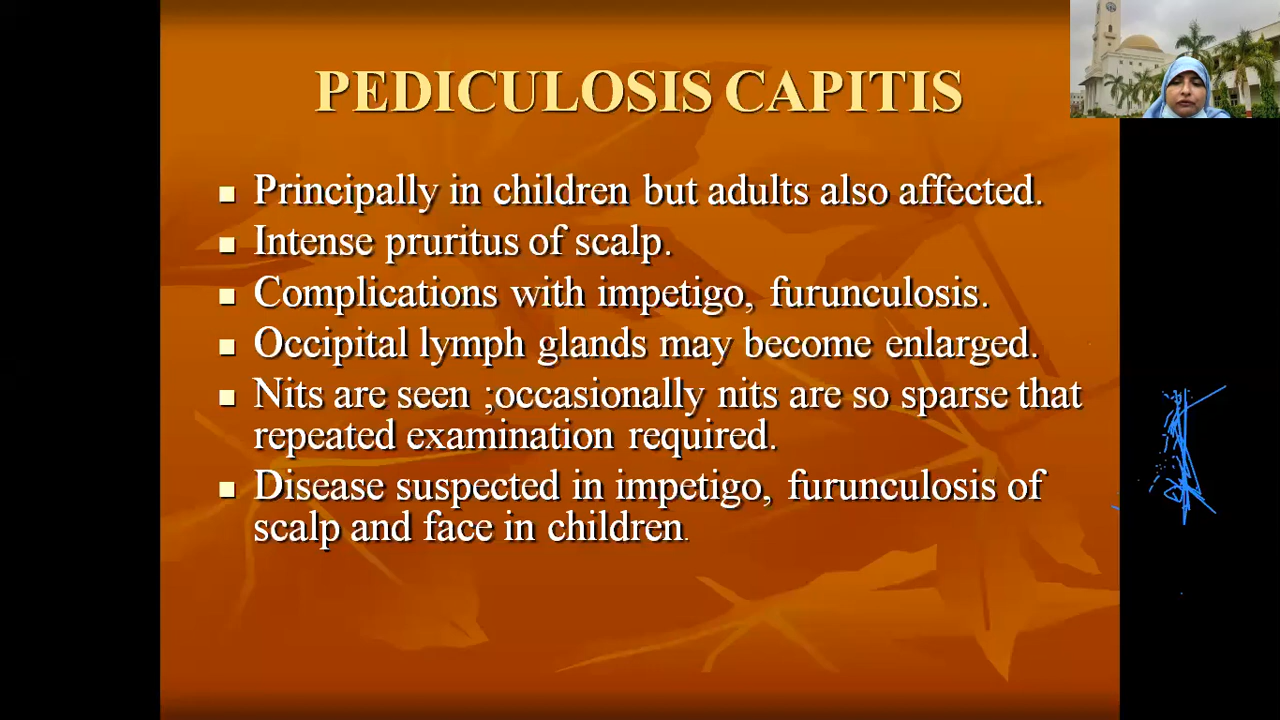 PEDICULOSIS CAPITIS
Principally in children but adults also affected.
Intense pruritus of scalp.
Complications with impetigo, furunculosis.
Occipital lymph glands may become enlarged.
Nits are seen ;occasionally nits are so sparse that
repeated examination required.
Disease suspected in impetigo, furunculosis of
scalp and face in children.